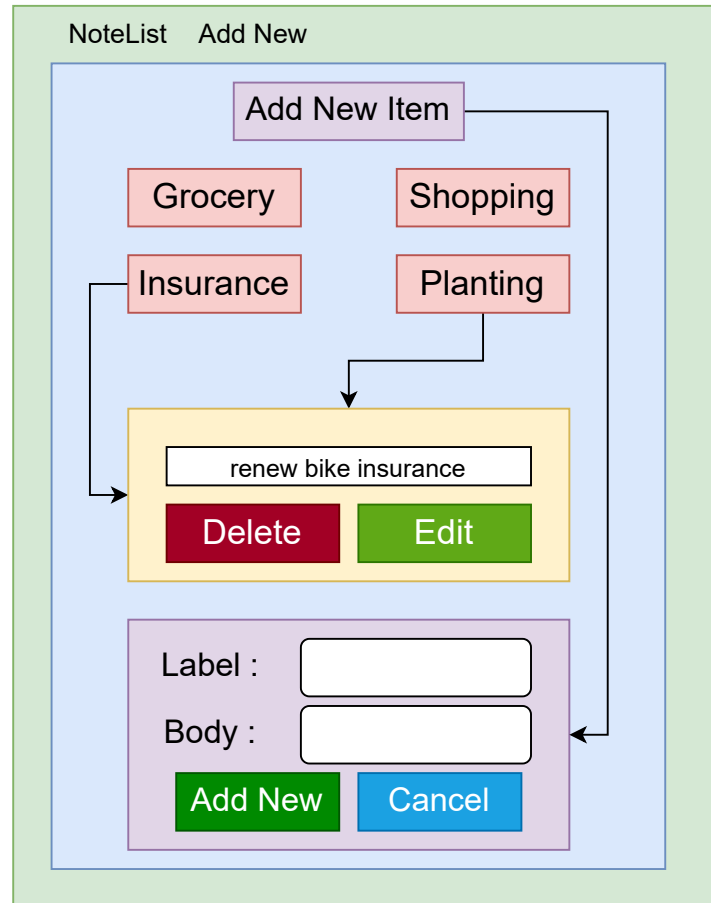 NoteList Add New
Add New Item
Grocery Shopping
Insurance Planting
renew bike insurance
Delete Edit
Label :
Body :
Add New Cancel